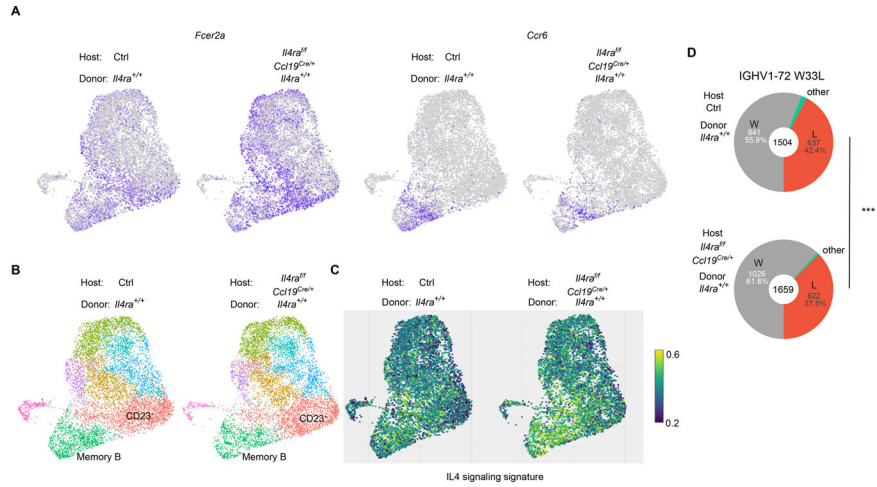 A
Fcer2a
Ccr6
Host: Ctrl
Donor: Il4ra+/+
Il4raf/f
Ccl19Cre/+
Il4ra+/+
Host: Ctrl
Donor: Il4ra+/+
Il4raf/f
Ccl19Cre/+
Il4ra+/+
D
IGHV1-72 W33L
Host
Ctrl
Donor
Il4ra+/+
other
W
841
55.9%
1504
L
637
42.4%
***
Host
Il4raf/f
Ccl19Cre/+
Donor
Il4ra+/+
other
W
1026
61.8%
1659
L
622
37.5%
B
Host: Ctrl
Donor: Il4ra+/+
Host: Il4raf/f
Ccl19Cre/+
Donor: Il4ra+/+
CD23-
Memory B
CD23-
Memory B
C
Host: Ctrl
Donor: Il4ra+/+
Host: Il4raf/f
Ccl19Cre/+
Donor: Il4ra+/+
0.6
0.2
IL4 signaling signature